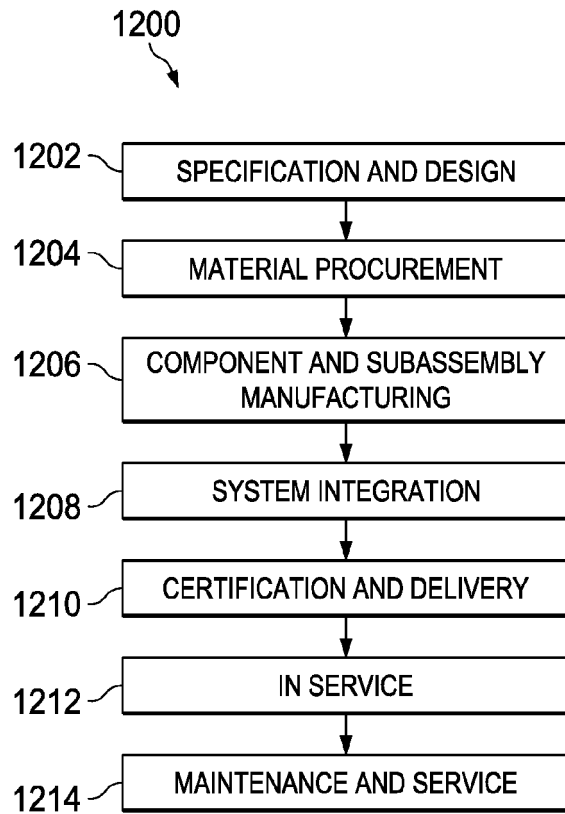 1200
1202
SPECIFICATION AND DESIGN
1204
MATERIAL PROCUREMENT
1206
COMPONENT AND SUBASSEMBLY
MANUFACTURING
1208
SYSTEM INTEGRATION
1210
CERTIFICATION AND DELIVERY
1212
IN SERVICE
1214
MAINTENANCE AND SERVICE